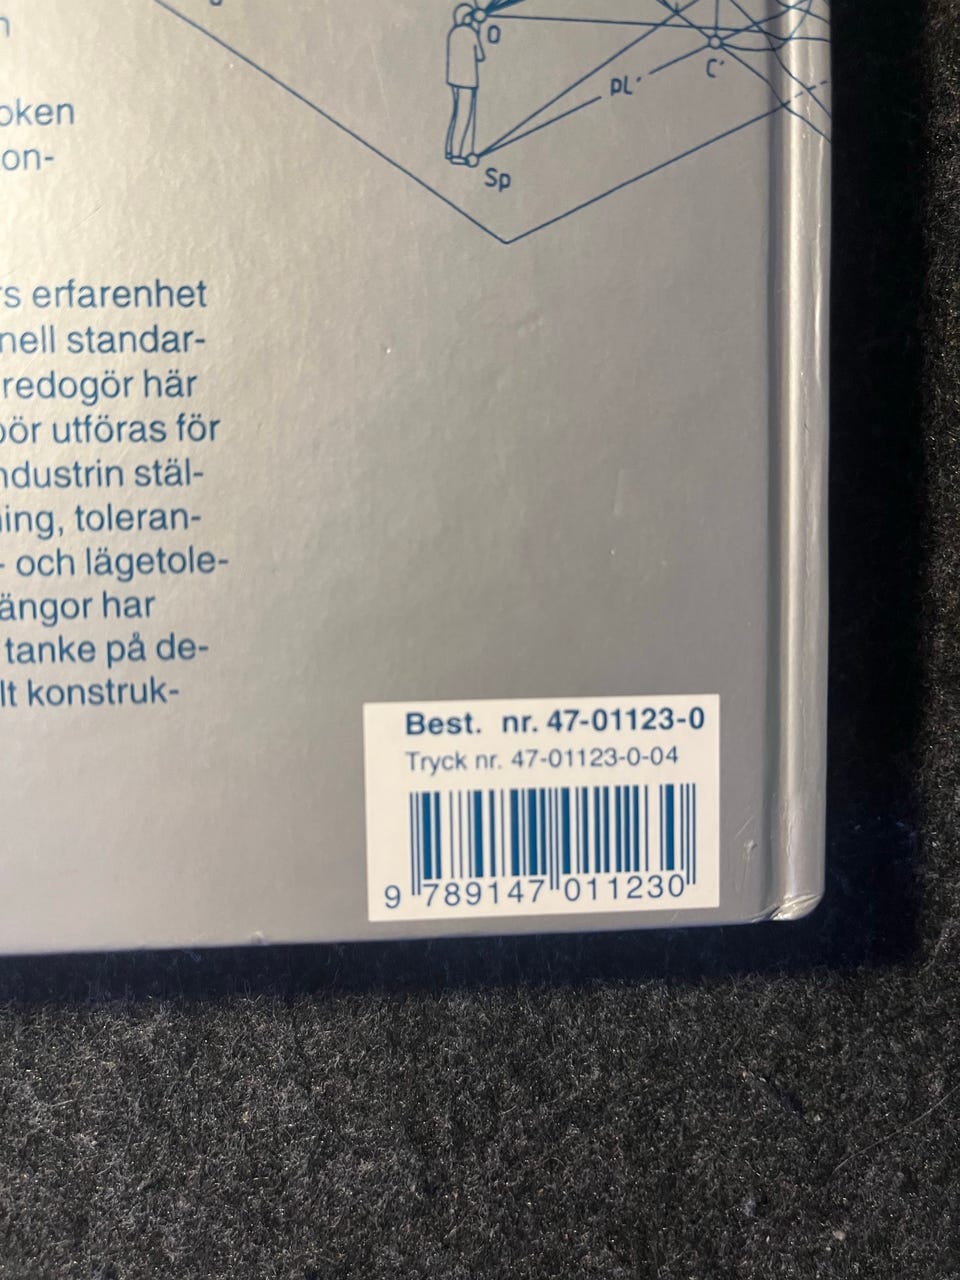 oken
on-
O
C'
PL'
Sp
rs erfarenhet
nell standar-
redogör här
bör utföras för
ndustrin stäl-
ing, toleran-
- och lägetole-
ängor har
tanke på de-
lt konstruk-
Best. nr. 47-01123-0
Tryck nr. 47-01123-0-04
9 789147 011230